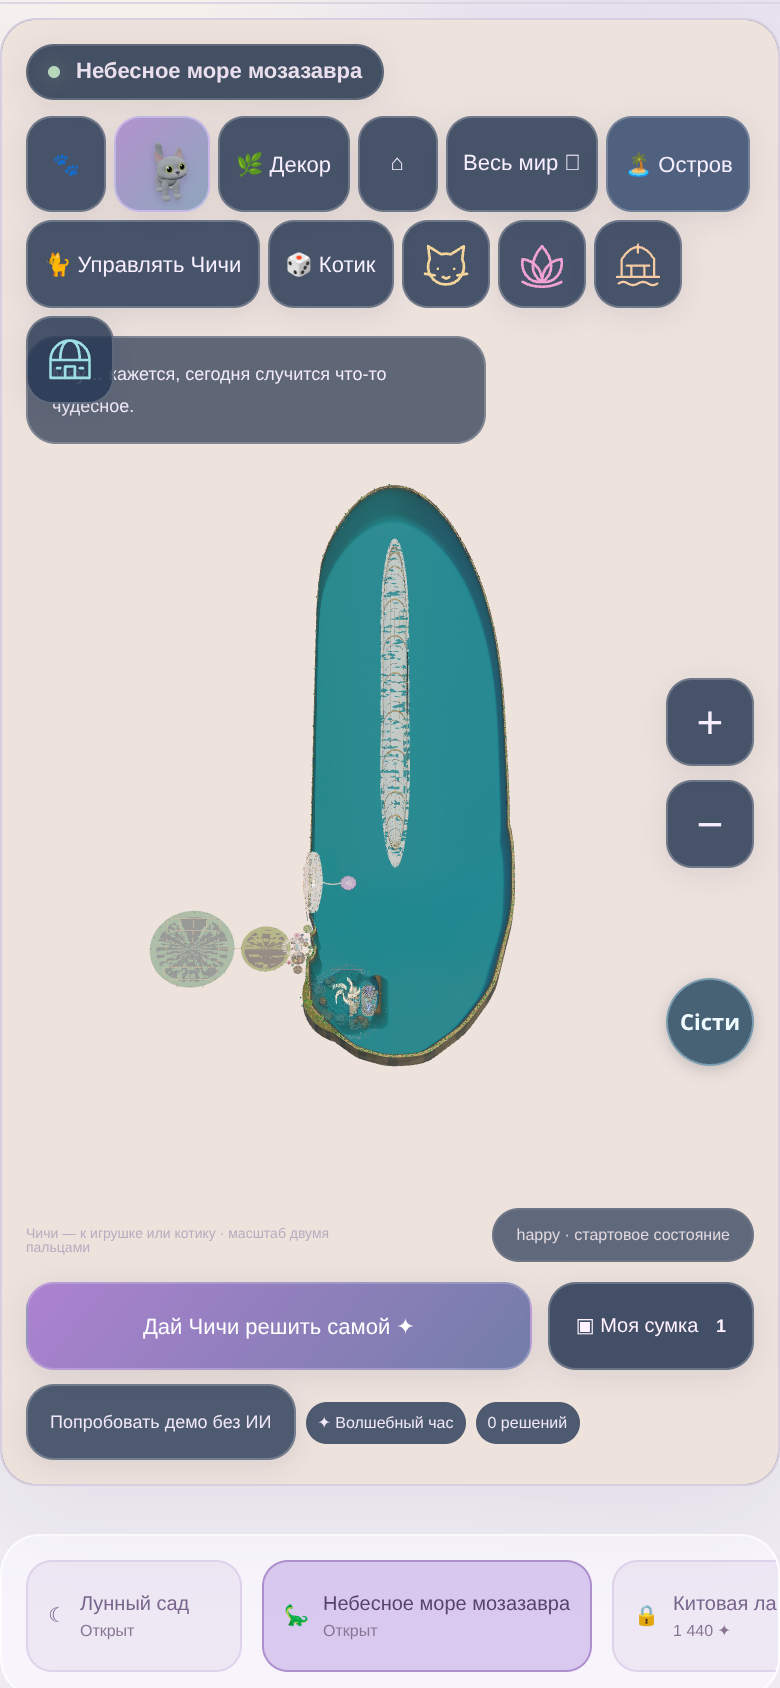 Небесное море мозазавра
Декор
Весь мир
Остров
Управлять Чичи
Котик
кажется, сегодня случится что-то
чудесное.
+
−
Сісти
Чичи — к игрушке или котику · масштаб двумя
пальцами
happy · стартовое состояние
Дай Чичи решить самой ✦
Моя сумка 1
Попробовать демо без ИИ
✦ Волшебный час
0 решений
Лунный сад
Открыт
Небесное море мозазавра
Открыт
Китовая ла
1 440 ✦